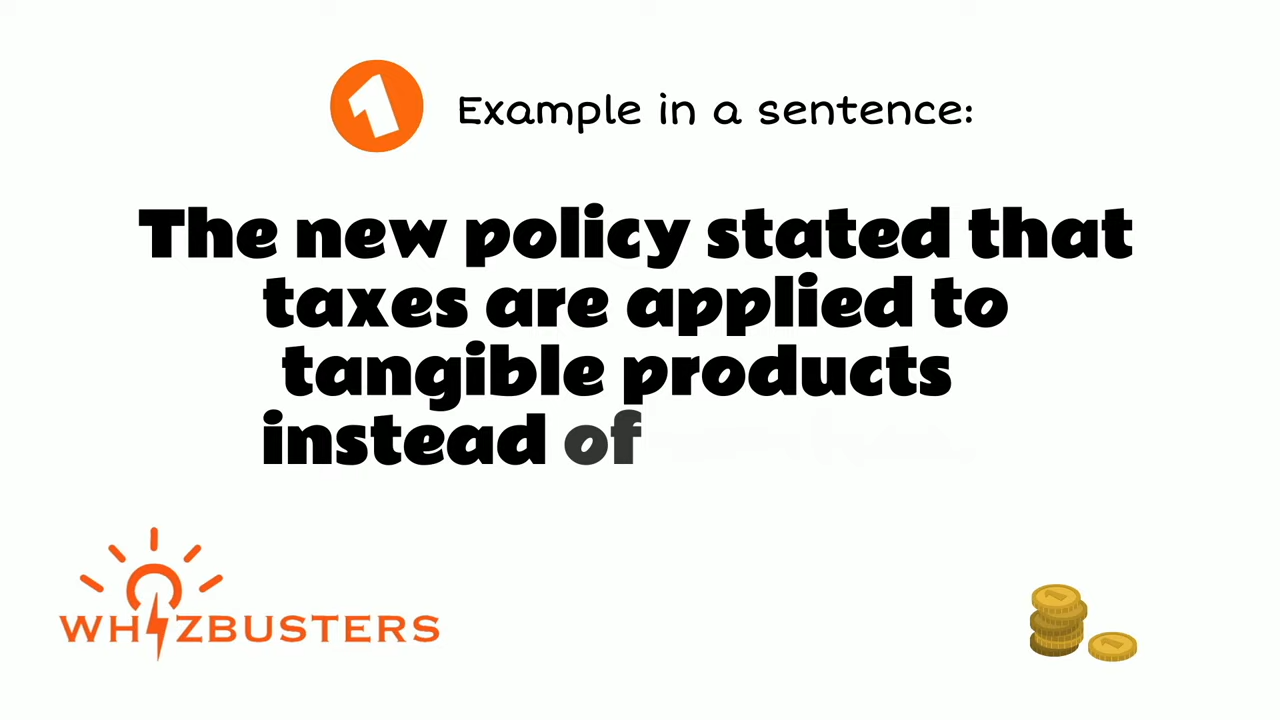 1 Example in a sentence:
The new policy stated that
taxes are applied to
tangible products
instead of
WHIZBUSTERS